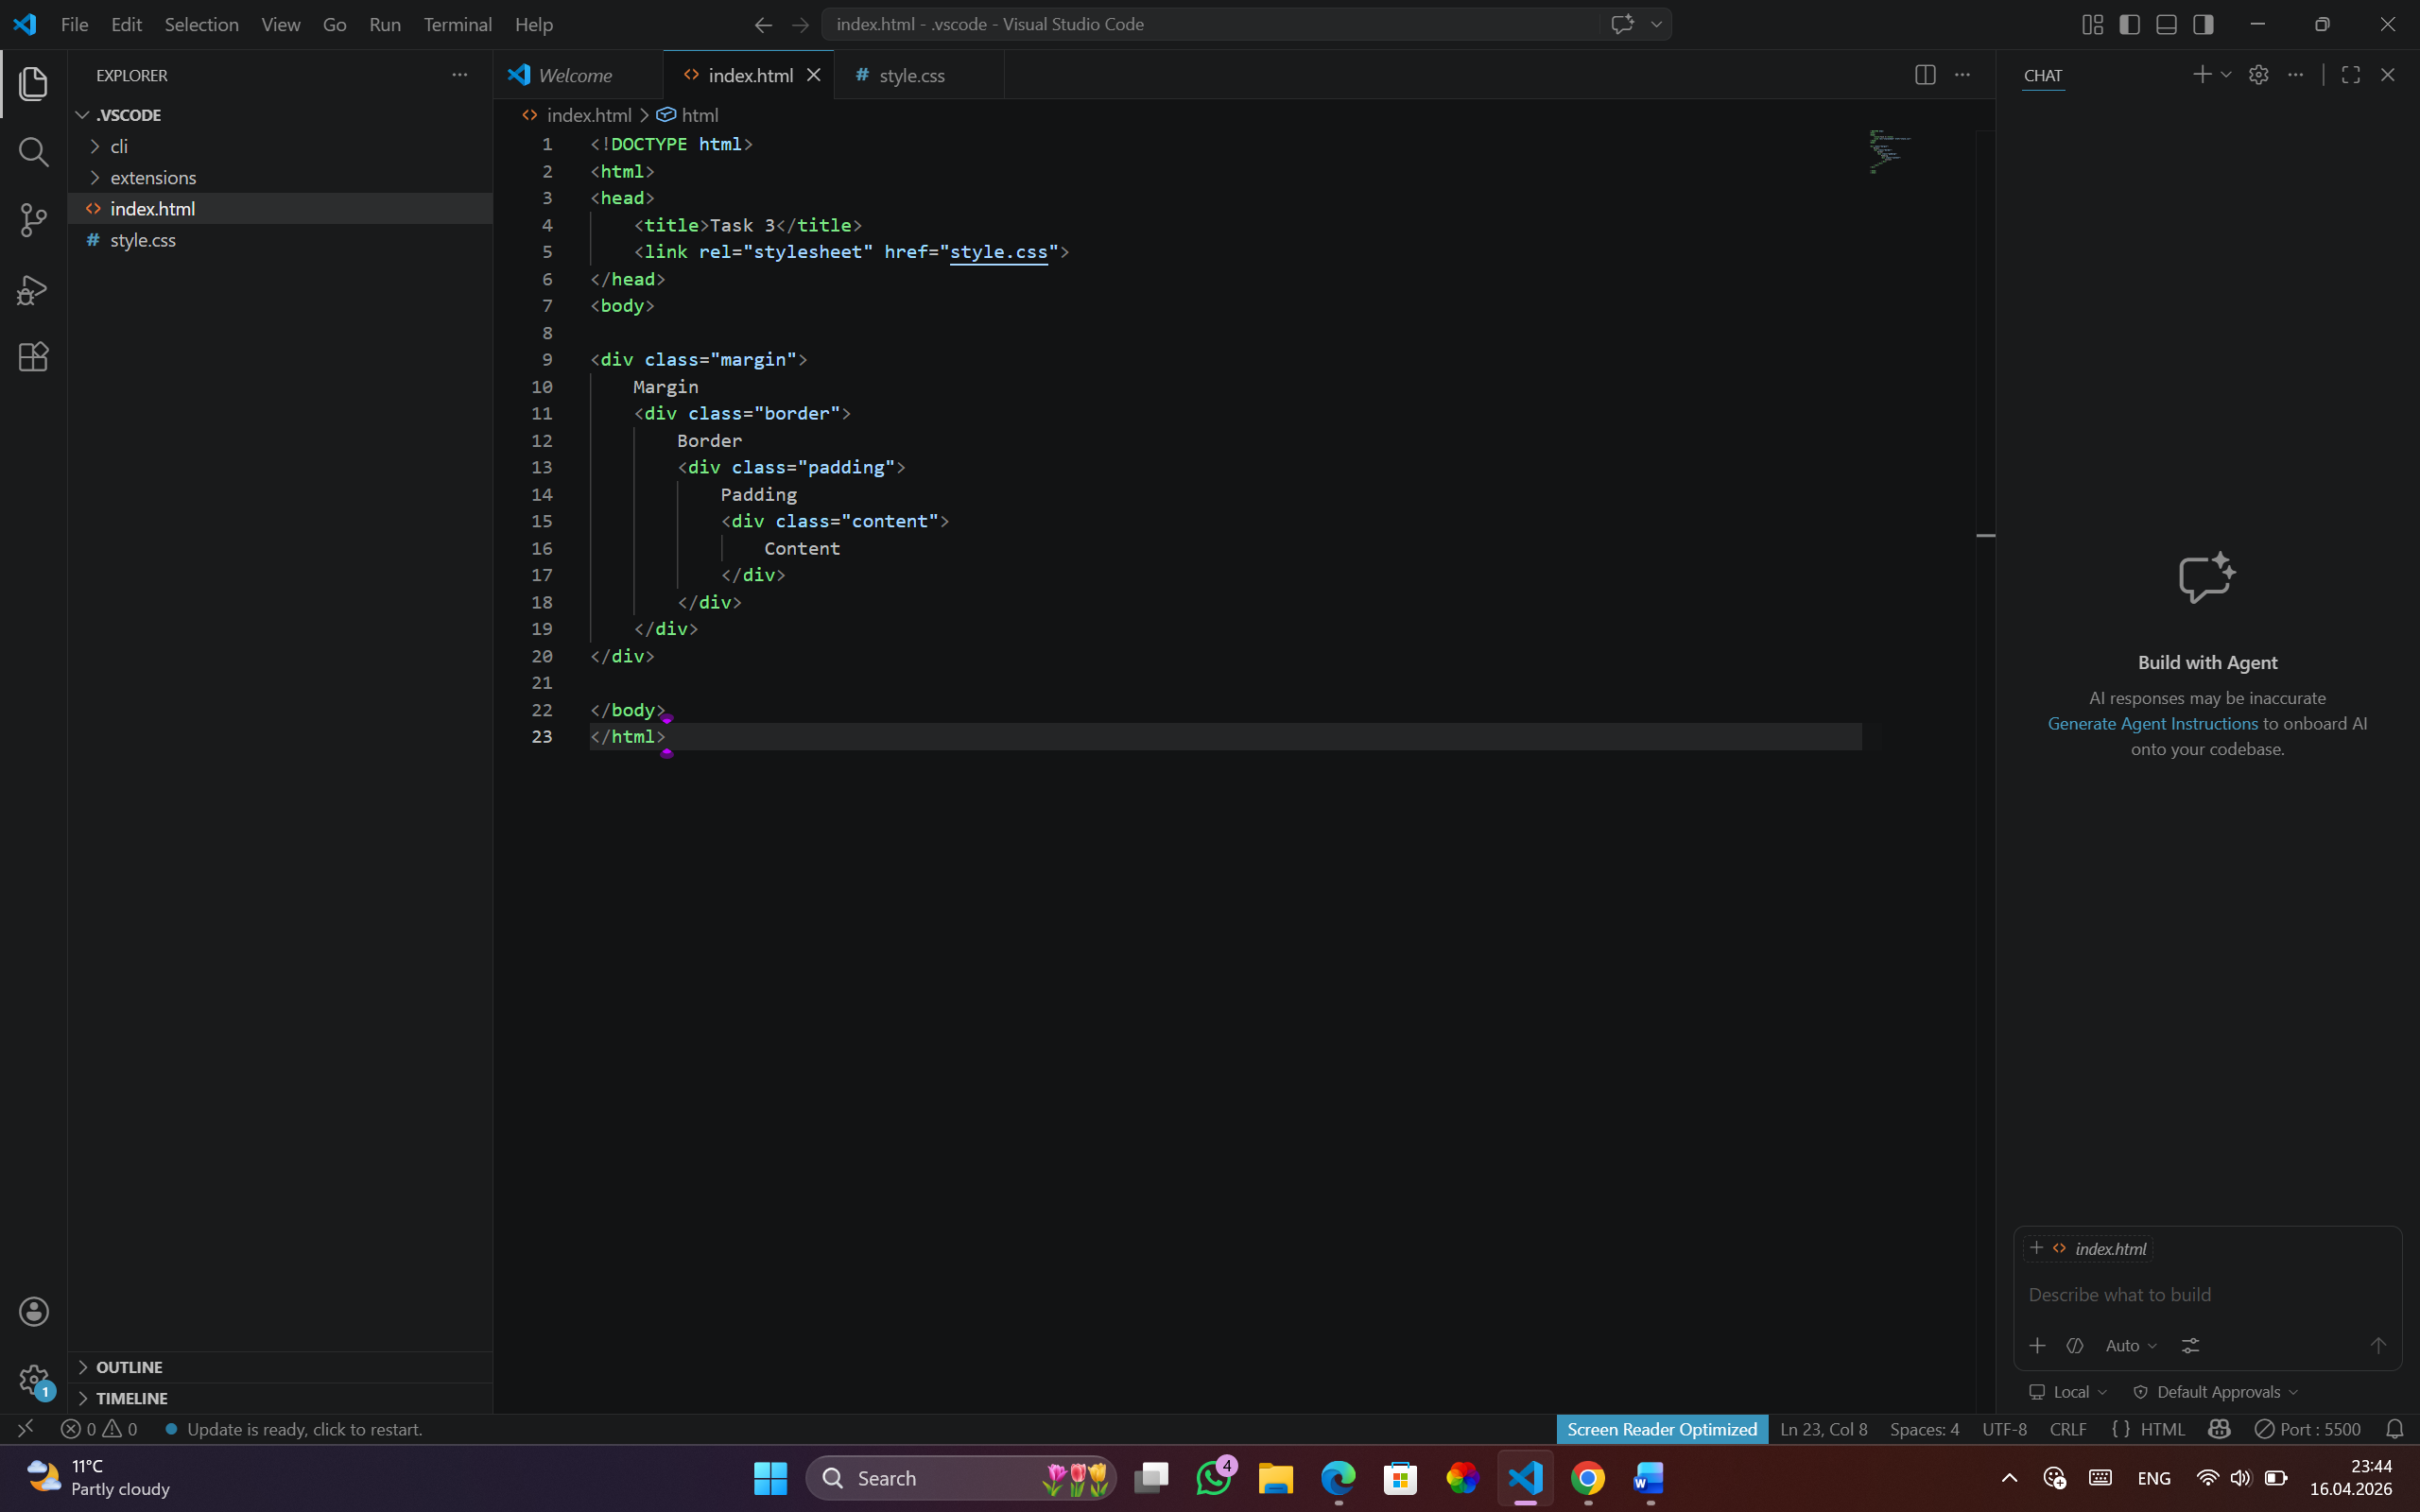 File Edit Selection View Go Run Terminal Help
index.html - .vscode - Visual Studio Code
EXPLORER
.VSCODE
cli
extensions
index.html
style.css
OUTLINE
TIMELINE
Welcome
index.html
style.css
index.html > html
1 <!DOCTYPE html>
2 <html>
3 <head>
4 <title>Task 3</title>
5 <link rel="stylesheet" href="style.css">
6 </head>
7 <body>
8
9 <div class="margin">
10 Margin
11 <div class="border">
12 Border
13 <div class="padding">
14 Padding
15 <div class="content">
16 Content
17 </div>
18 </div>
19 </div>
20 </div>
21
22 </body>
23 </html>
CHAT
Build with Agent
AI responses may be inaccurate
Generate Agent Instructions to onboard AI
onto your codebase.
index.html
Describe what to build
Auto
Local Default Approvals
1
0 0 Update is ready, click to restart.
Screen Reader Optimized Ln 23, Col 8 Spaces: 4 UTF-8 CRLF {} HTML Port : 5500
11°C
Partly cloudy
Search
4
ENG
23:44
16.04.2026